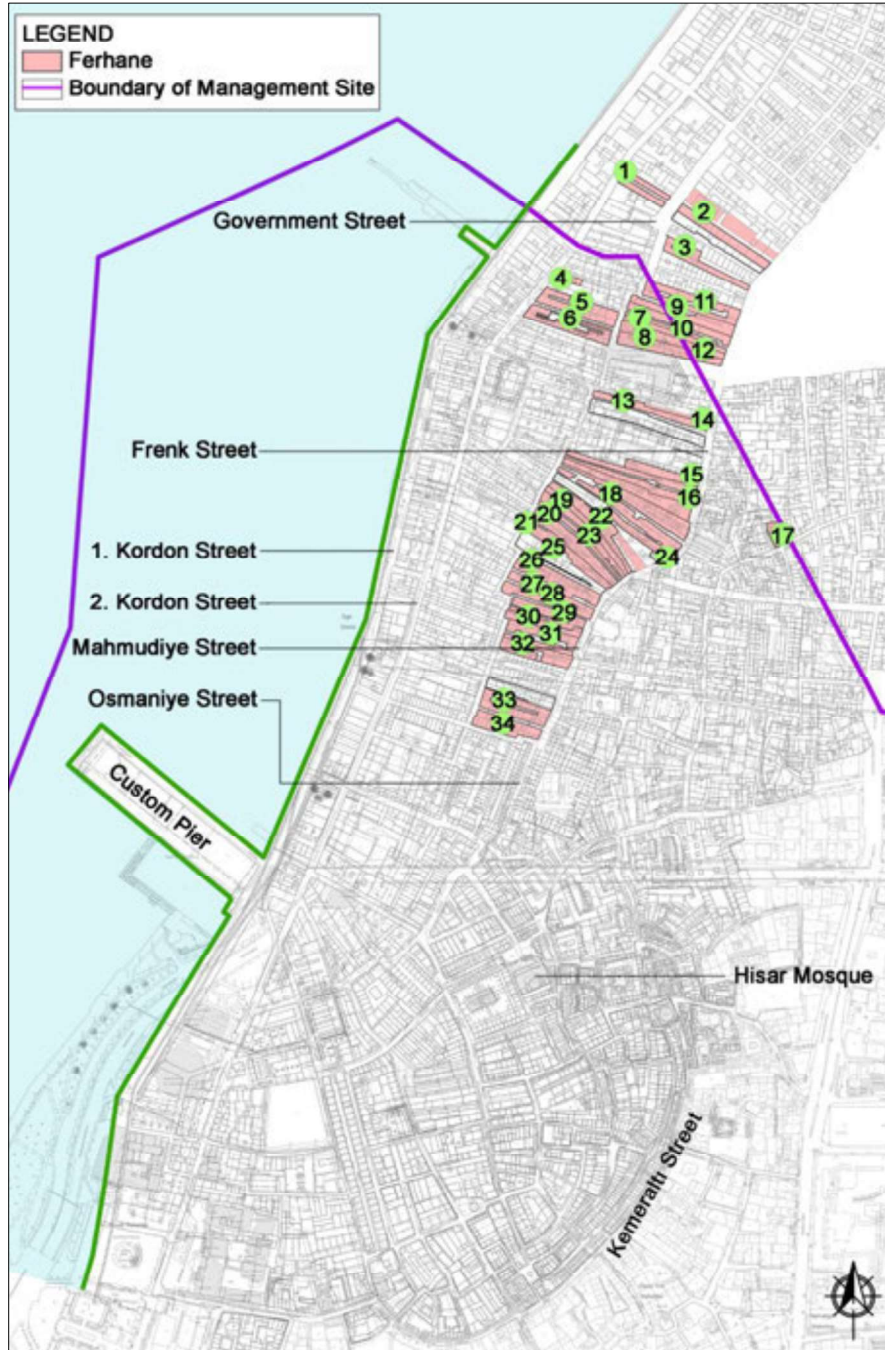 LEGEND
Ferhane
Boundary of Management Site
1
2
Government Street
3
4
5
6
7
8
9
10
11
12
13
14
Frenk Street
15
16
17
18
19
20
21
22
23
24
25
26
27
28
29
30
31
32
1. Kordon Street
2. Kordon Street
Mahmudiye Street
Osmaniye Street
33
34
Custom Pier
Hisar Mosque
Kemeraltı Street